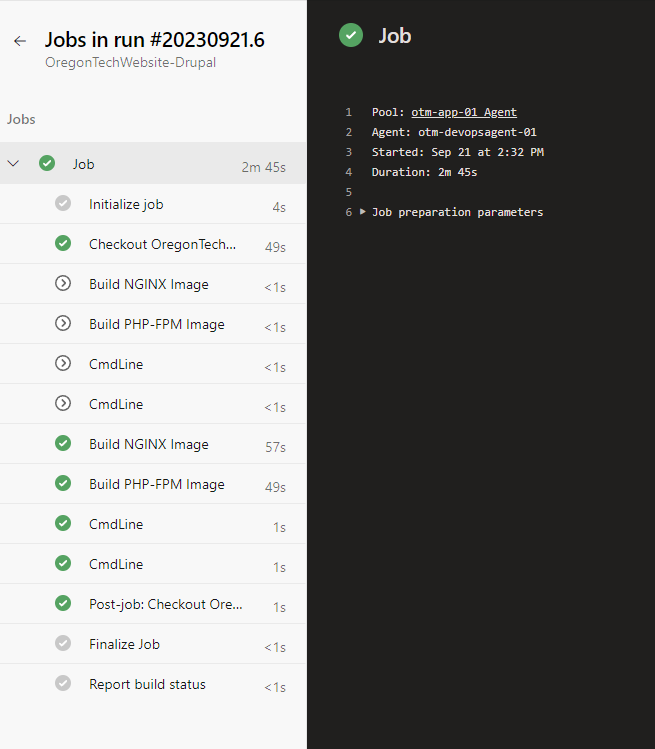 Jobs in run #20230921.6
OregonTechWebsite-Drupal
Jobs
Job 2m 45s
Initialize job 4s
Checkout OregonTech... 49s
Build NGINX Image <1s
Build PHP-FPM Image <1s
CmdLine <1s
CmdLine <1s
Build NGINX Image 57s
Build PHP-FPM Image 49s
CmdLine 1s
CmdLine 1s
Post-job: Checkout Ore... 1s
Finalize Job <1s
Report build status <1s
Job
1 Pool: otm-app-01 Agent
2 Agent: otm-devopsagent-01
3 Started: Sep 21 at 2:32 PM
4 Duration: 2m 45s
5
6 Job preparation parameters